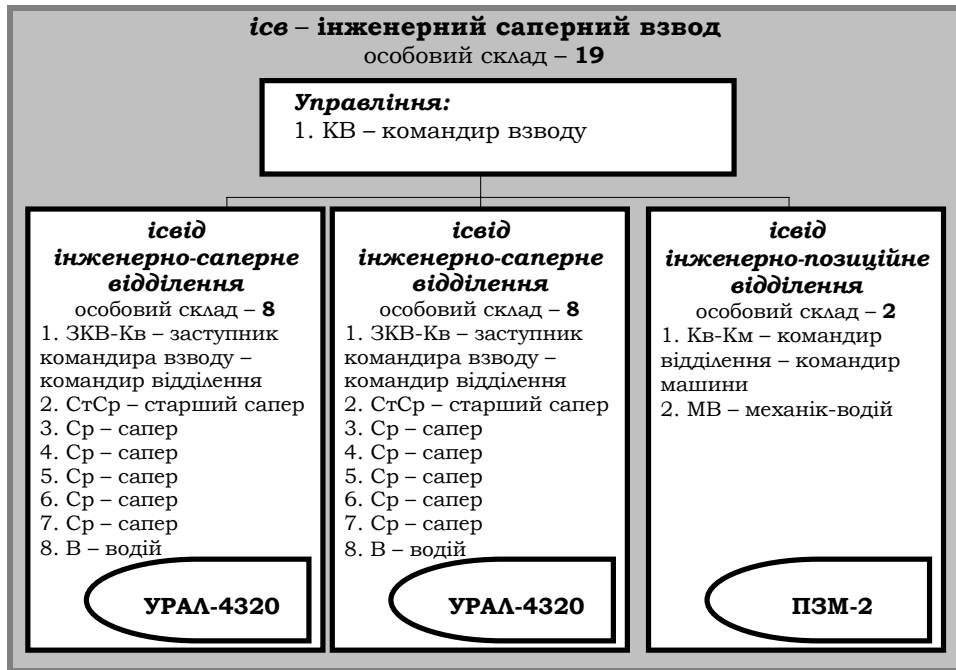 ісв – інженерний саперний взвод
особовий склад – 19
Управління:
1. КВ – командир взводу
ісвід
інженерно-саперне
відділення
особовий склад – 8
1. ЗКВ-Кв – заступник
командира взводу –
командир відділення
2. СтСр – старший сапер
3. Ср – сапер
4. Ср – сапер
5. Ср – сапер
6. Ср – сапер
7. Ср – сапер
8. В – водій
УРАЛ-4320
ісвід
інженерно-саперне
відділення
особовий склад – 8
1. ЗКВ-Кв – заступник
командира взводу –
командир відділення
2. СтСр – старший сапер
3. Ср – сапер
4. Ср – сапер
5. Ср – сапер
6. Ср – сапер
7. Ср – сапер
8. В – водій
УРАЛ-4320
ісвід
інженерно-позиційне
відділення
особовий склад – 2
1. Кв-Км – командир
відділення – командир
машини
2. МВ – механік-водій
ПЗМ-2